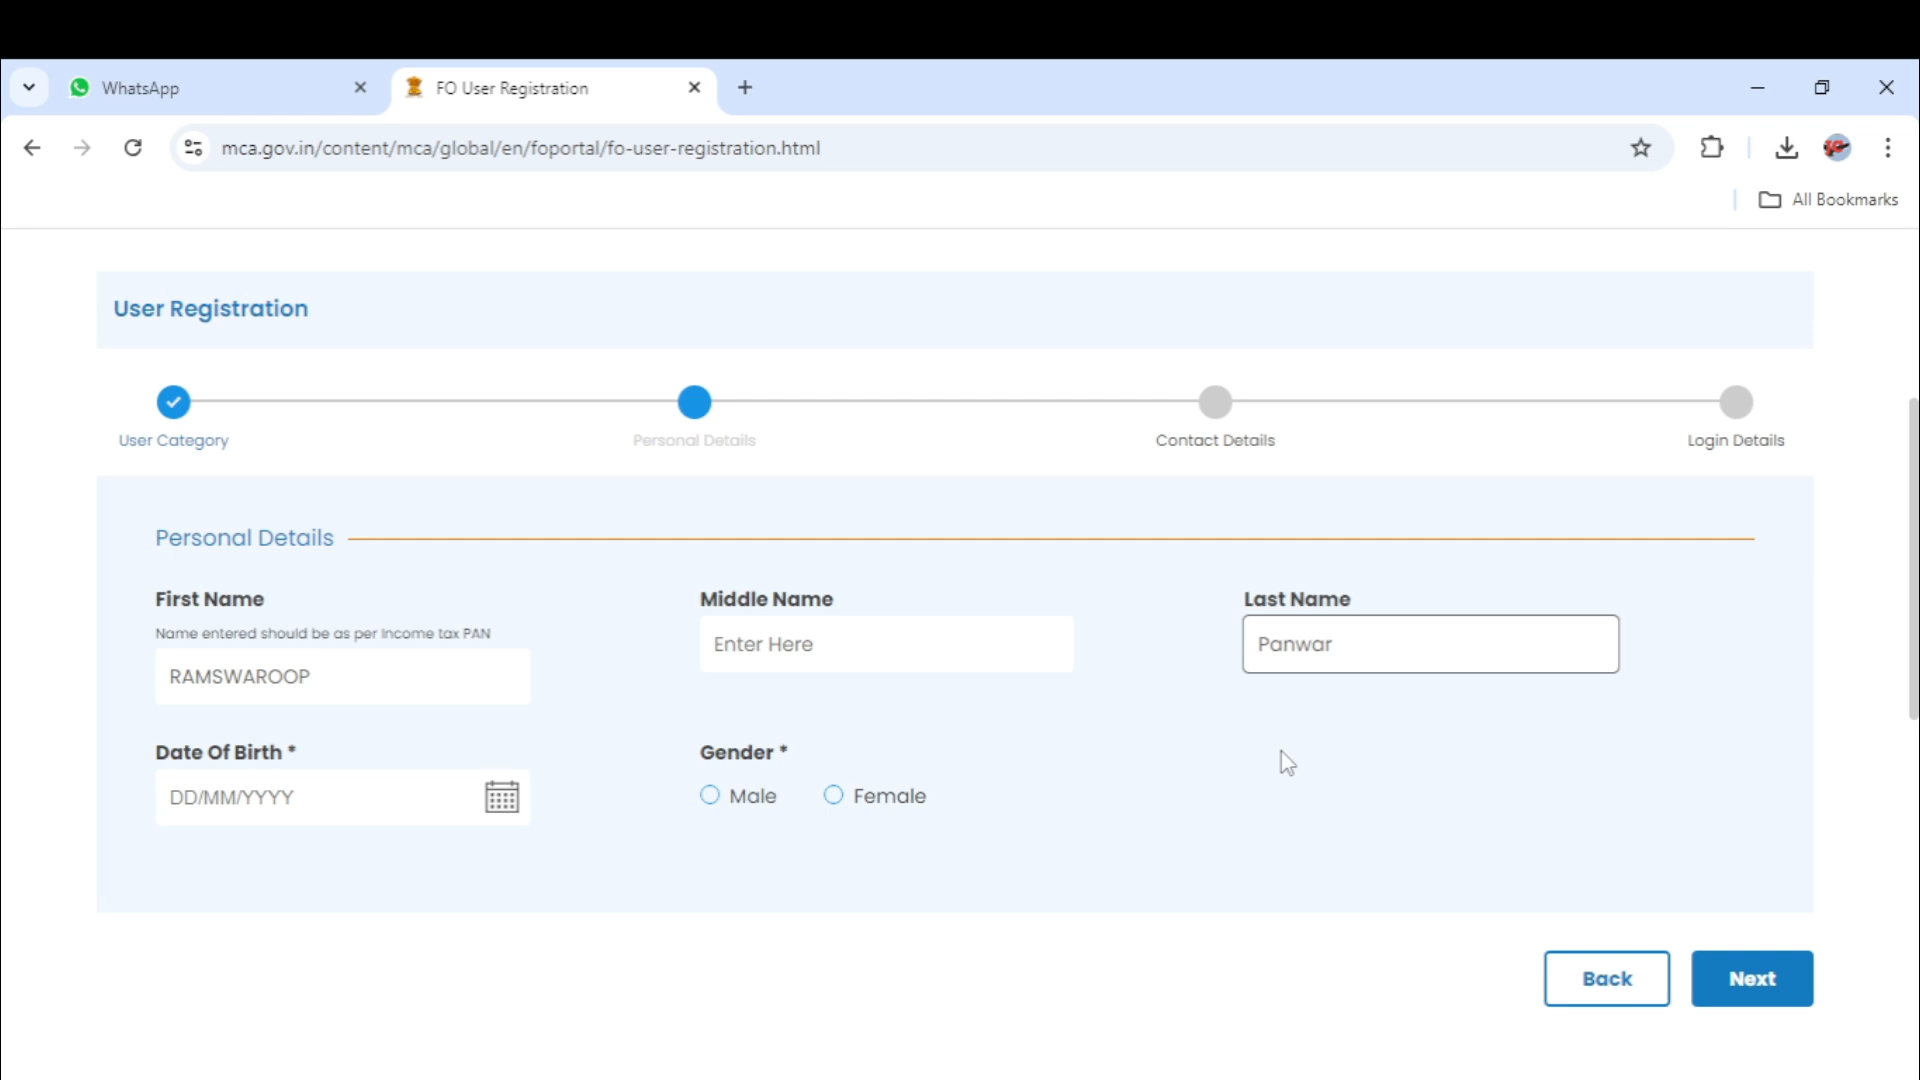 WhatsApp
FO User Registration
mca.gov.in/content/mca/global/en/foportal/fo-user-registration.html
All Bookmarks
User Registration
User Category
Personal Details
Contact Details
Login Details
Personal Details
First Name
Middle Name
Last Name
Name entered should be as per Income tax PAN
RAMSWAROOP
Enter Here
Panwar
Date Of Birth *
Gender *
DD/MM/YYYY
Male
Female
Back
Next